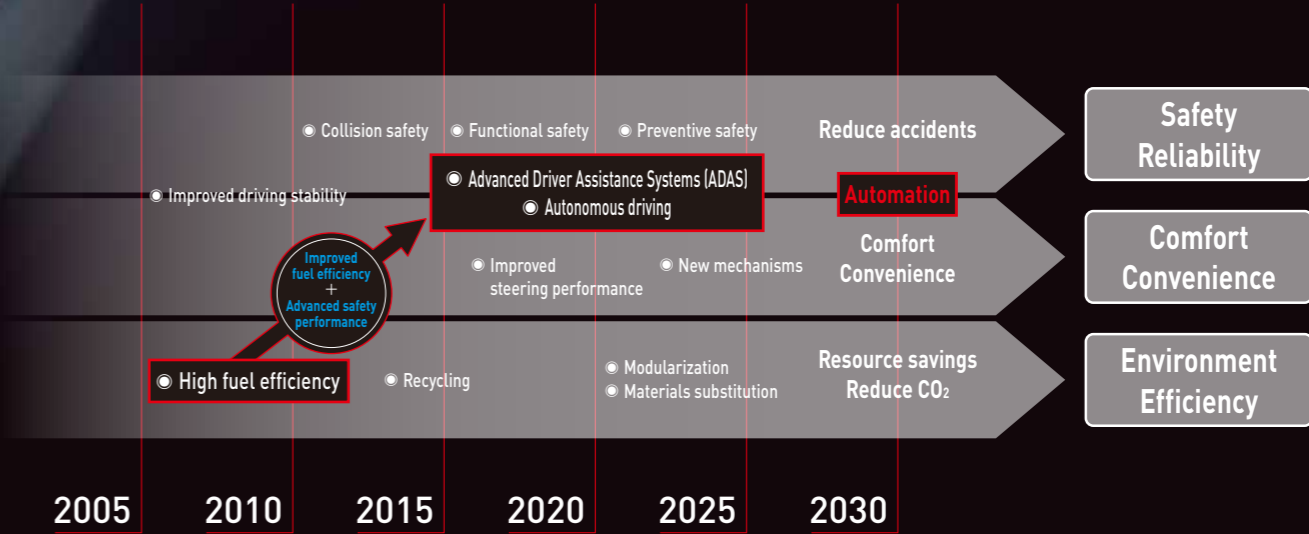 ◉ Collision safety
◉ Functional safety
◉ Preventive safety
Reduce accidents
Safety
Reliability
◉ Improved driving stability
◉ Advanced Driver Assistance Systems (ADAS)
◉ Autonomous driving
Automation
Improved
fuel efficiency
+
Advanced safety
performance
◉ Improved
steering performance
◉ New mechanisms
Comfort
Convenience
Comfort
Convenience
◉ High fuel efficiency
◉ Recycling
◉ Modularization
◉ Materials substitution
Resource savings
Reduce CO₂
Environment
Efficiency
2005
2010
2015
2020
2025
2030